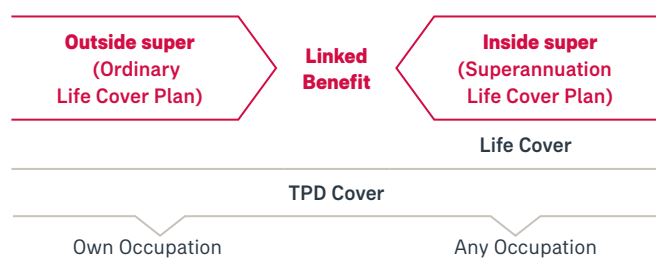 Outside super
(Ordinary
Life Cover Plan)
Linked
Benefit
Inside super
(Superannuation
Life Cover Plan)
Life Cover
TPD Cover
Own Occupation
Any Occupation